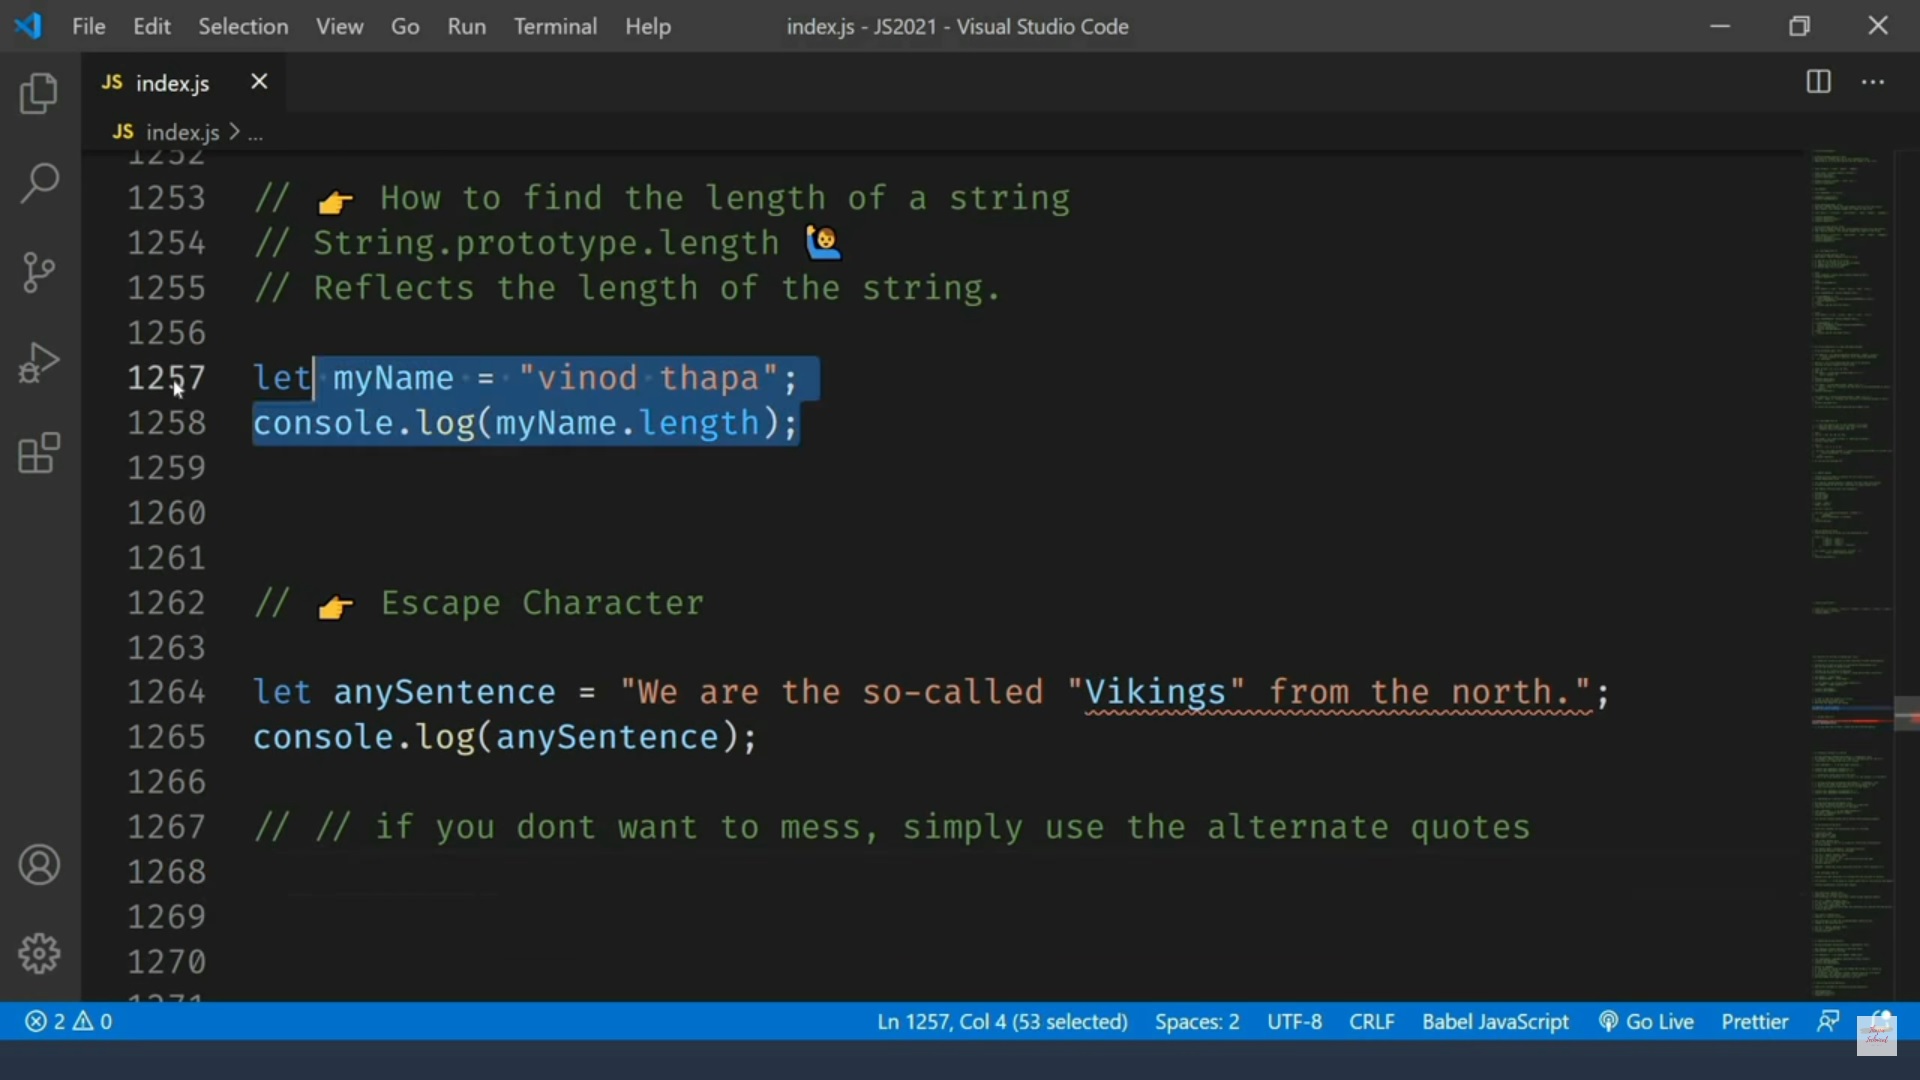 File Edit Selection View Go Run Terminal Help index.js - JS2021 - Visual Studio Code
JS index.js
JS index.js > ...
1252
1253 // 👉 How to find the length of a string
1254 // String.prototype.length 🙋‍♂️
1255 // Reflects the length of the string.
1256
1257 let myName = "vinod thapa";
1258 console.log(myName.length);
1259
1260
1261
1262 // 👉 Escape Character
1263
1264 let anySentence = "We are the so-called "Vikings" from the north.";
1265 console.log(anySentence);
1266
1267 // // if you dont want to mess, simply use the alternate quotes
1268
1269
1270
1271
2 0 Ln 1257, Col 4 (53 selected) Spaces: 2 UTF-8 CRLF Babel JavaScript Go Live Prettier